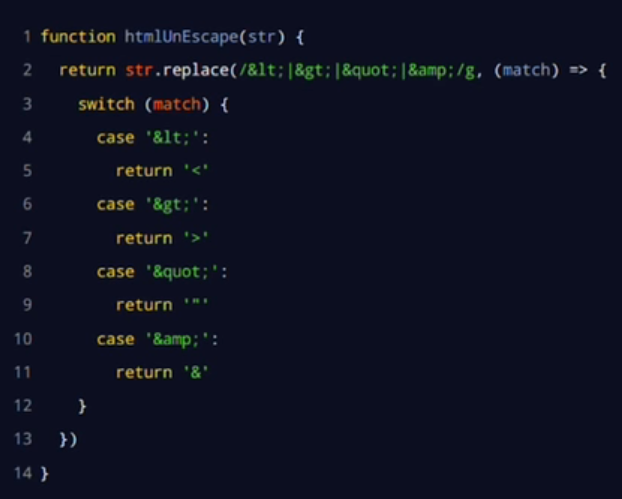 1 function htmlUnEscape(str) {
2   return str.replace(/&lt;|&gt;|&quot;|&amp;/g, (match) => {
3     switch (match) {
4       case '&lt;':
5         return '<'
6       case '&gt;':
7         return '>'
8       case '&quot;':
9         return '"'
10       case '&amp;':
11         return '&'
12     }
13   })
14 }